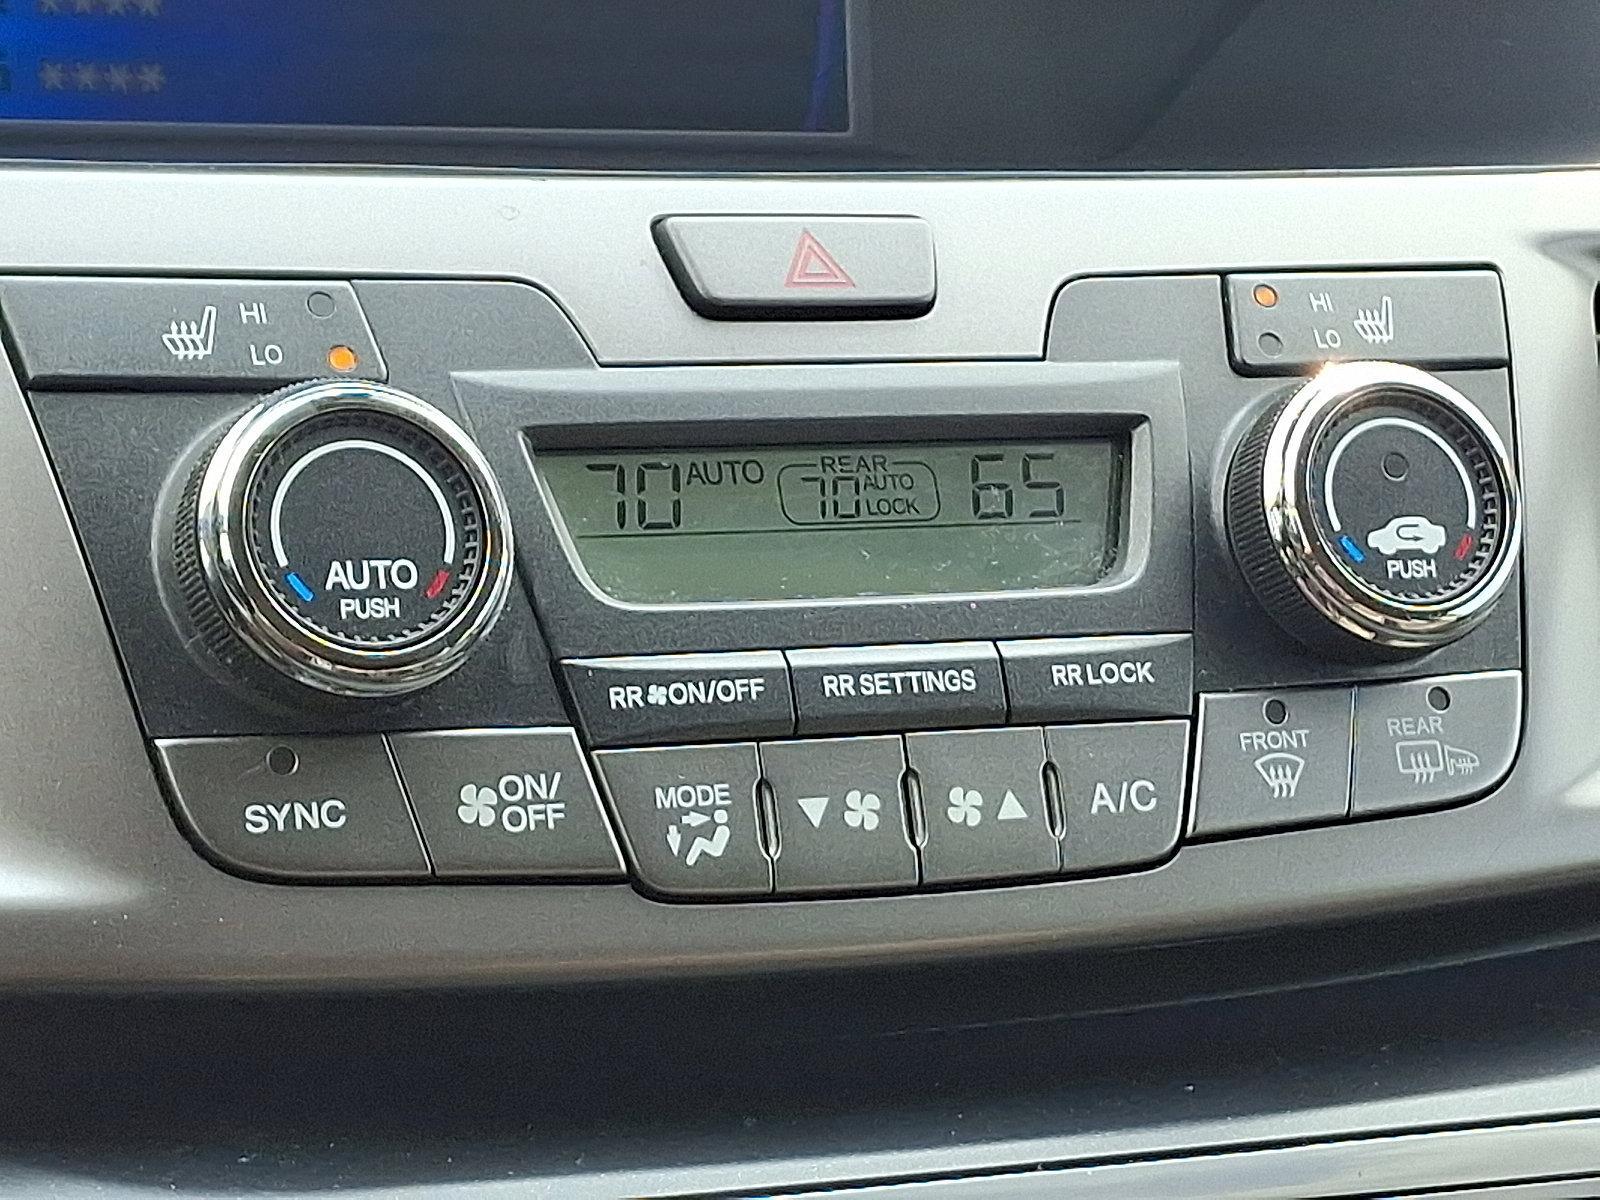 ****
****
HI
LO
HI
LO
70 AUTO REAR 70 AUTO LOCK 65
AUTO
PUSH
PUSH
RR ON/OFF
RR SETTINGS
RR LOCK
SYNC
ON/
OFF
MODE
A/C
FRONT
REAR